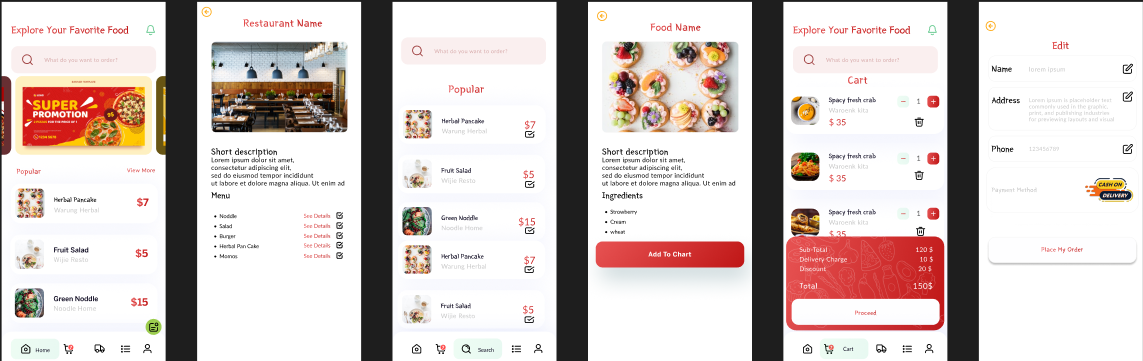 Explore Your Favorite Food
What do you want to order?
SUPER
PROMOTION
Popular
View More
Herbal Pancake
Warung Herbal
$7
Fruit Salad
Wijie Resto
$5
Green Noddle
Noodle Home
$15
Home
Restaurant Name
Short description
Lorem ipsum dolor sit amet,
consectetur adipiscing elit,
sed do eiusmod tempor incididunt
ut labore et dolore magna aliqua. Ut enim ad
Menu
Noddle
See Details
Salad
See Details
Burger
See Details
Herbal Pan Cake
See Details
Momos
See Details
What do you want to order?
Popular
Herbal Pancake
Warung Herbal
$7
Fruit Salad
Wijie Resto
$5
Green Noddle
Noodle Home
$15
Herbal Pancake
Warung Herbal
$7
Fruit Salad
Wijie Resto
$5
Search
Food Name
Short description
Lorem ipsum dolor sit amet,
consectetur adipiscing elit,
sed do eiusmod tempor incididunt
ut labore et dolore magna aliqua. Ut enim ad
Ingredients
Strowberry
Cream
wheat
Add To Chart
Explore Your Favorite Food
What do you want to order?
Cart
Spacy fresh crab
Waroenk kita
$ 35
1
Spacy fresh crab
Waroenk kita
$ 35
1
Spacy fresh crab
Waroenk kita
$ 35
1
Sub-Total
120 $
Delivery Charge
10 $
Discount
20 $
Total
150$
Proceed
Cart
Edit
Name
lorem ipsum
Address
Lorem ipsum is placeholder text
commonly used in the graphic,
print, and publishing industries
for previewing layouts and visual
Phone
123456789
Payment Method
CASH ON
DELIVERY
Place My Order